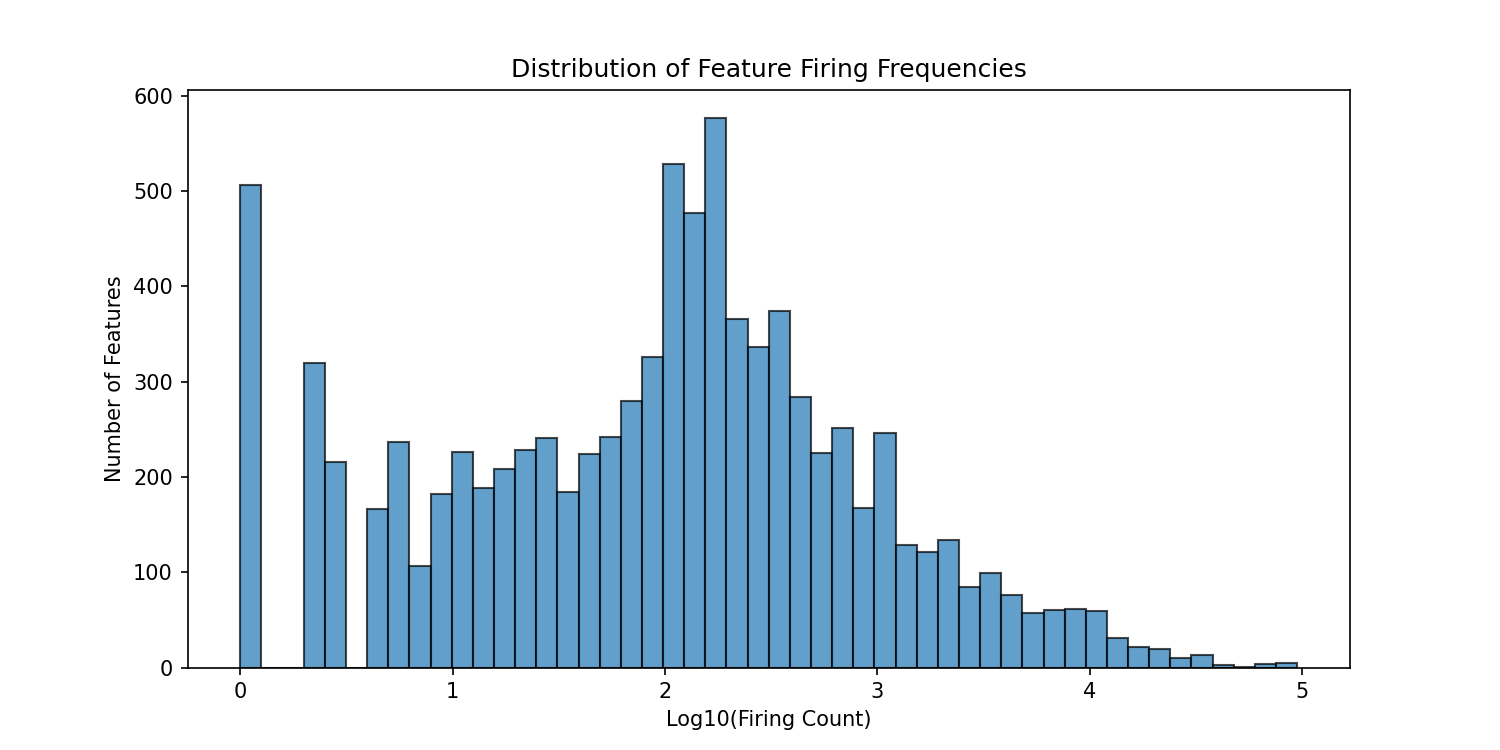 Distribution of Feature Firing Frequencies
Number of Features
600
500
400
300
200
100
0
0 1 2 3 4 5
Log10(Firing Count)